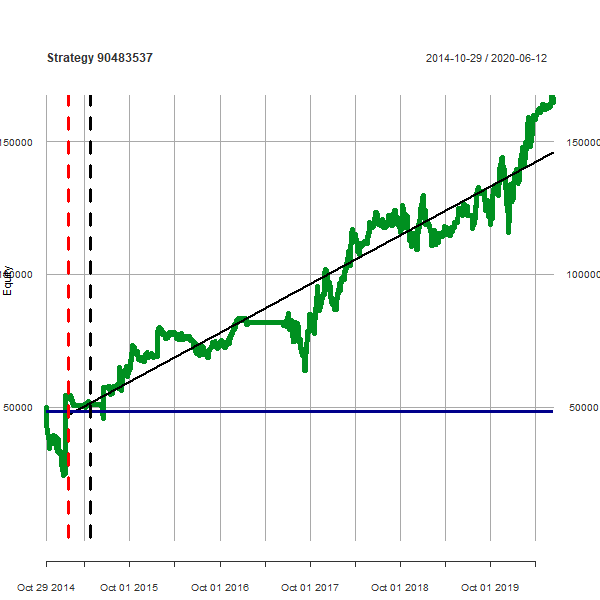 Strategy 90483537
2014-10-29 / 2020-06-12
150000 150000
Equity
100000 100000
50000 50000
Oct 29 2014 Oct 01 2015 Oct 01 2016 Oct 01 2017 Oct 01 2018 Oct 01 2019